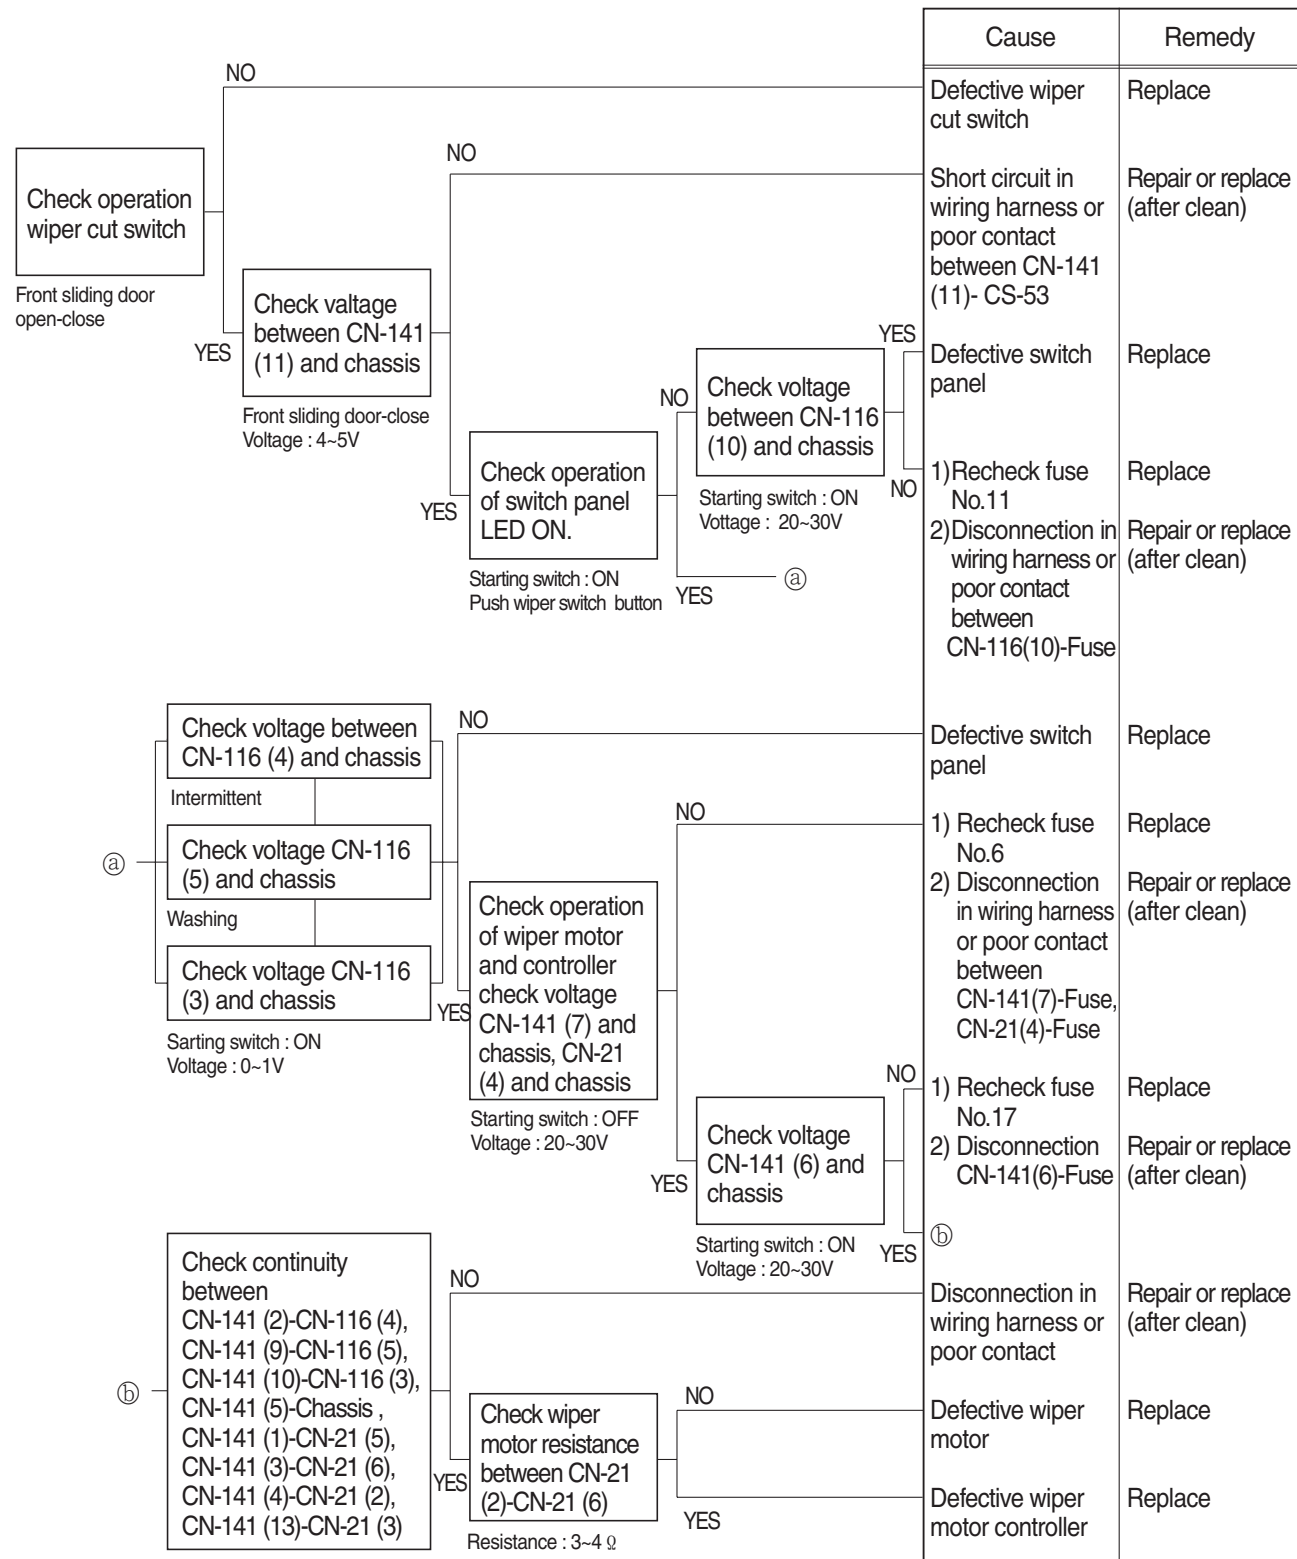 Cause
Remedy
NO
Defective wiper
cut switch
Replace
Check operation
wiper cut switch
Front sliding door
open-close
NO
Short circuit in
wiring harness or
poor contact
between CN-141
(11)- CS-53
Repair or replace
(after clean)
YES
Check valtage
between CN-141
(11) and chassis
Front sliding door-close
Voltage : 4~5V
YES
Defective switch
panel
Replace
NO
Check voltage
between CN-116
(10) and chassis
Starting switch : ON
Vottage : 20~30V
YES
Check operation
of switch panel
LED ON.
Starting switch : ON
Push wiper switch button
NO
1) Recheck fuse
No.11
Replace
2) Disconnection in
wiring harness or
poor contact
between
CN-116(10)-Fuse
Repair or replace
(after clean)
YES
ⓐ
Check voltage between
CN-116 (4) and chassis
Intermittent
NO
Defective switch
panel
Replace
ⓐ
Check voltage CN-116
(5) and chassis
Washing
Check voltage CN-116
(3) and chassis
Sarting switch : ON
Voltage : 0~1V
NO
1) Recheck fuse
No.6
Replace
2) Disconnection
in wiring harness
or poor contact
between
CN-141(7)-Fuse,
CN-21(4)-Fuse
Repair or replace
(after clean)
YES
Check operation
of wiper motor
and controller
check voltage
CN-141 (7) and
chassis, CN-21
(4) and chassis
Starting switch : OFF
Voltage : 20~30V
NO
1) Recheck fuse
No.17
Replace
2) Disconnection
CN-141(6)-Fuse
Repair or replace
(after clean)
YES
Check voltage
CN-141 (6) and
chassis
Starting switch : ON
Voltage : 20~30V
YES
ⓑ
ⓑ
Check continuity
between
CN-141 (2)-CN-116 (4),
CN-141 (9)-CN-116 (5),
CN-141 (10)-CN-116 (3),
CN-141 (5)-Chassis ,
CN-141 (1)-CN-21 (5),
CN-141 (3)-CN-21 (6),
CN-141 (4)-CN-21 (2),
CN-141 (13)-CN-21 (3)
NO
Disconnection in
wiring harness or
poor contact
Repair or replace
(after clean)
YES
Check wiper
motor resistance
between CN-21
(2)-CN-21 (6)
Resistance : 3~4 Ω
NO
Defective wiper
motor
Replace
YES
Defective wiper
motor controller
Replace